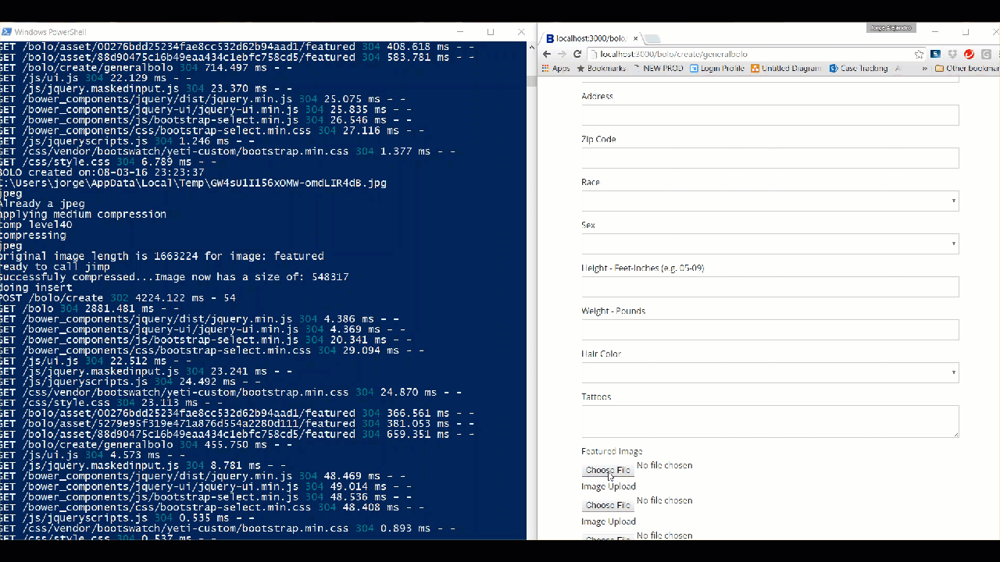 Windows PowerShell
GET /bolo/asset/00276bdd25234fae8cc532d62b94aad1/featured 304 408.618 ms - -
GET /bolo/asset/88d90475c16b49eaa434c1ebfc758cd5/featured 304 583.781 ms - -
GET /bolo/create/generalbolo 304 714.497 ms - -
GET /js/ui.js 304 22.129 ms - -
GET /js/jquery.maskedinput.js 304 23.370 ms - -
GET /bower_components/jquery/dist/jquery.min.js 304 25.075 ms - -
GET /bower_components/jquery-ui/jquery-ui.min.js 304 25.835 ms - -
GET /bower_components/js/bootstrap-select.min.js 304 26.546 ms - -
GET /bower_components/css/bootstrap-select.min.css 304 27.116 ms - -
GET /js/jqueryscripts.js 304 1.246 ms - -
GET /css/vendor/bootswatch/yeti-custom/bootstrap.min.css 304 1.377 ms - -
GET /css/style.css 304 6.789 ms - -
BOLO created on:08-03-16 23:23:37
C:\Users\jorge\AppData\Local\Temp\GW4sU1I156xOMW-omdLIR4dB.jpg
jpeg
Already a jpeg
applying medium compression
comp level40
compressing
jpeg
original image length is 1663224 for image: featured
ready to call jimp
Successfuly compressed...Image now has a size of: 548317
doing insert
POST /bolo/create 302 4224.122 ms - 54
GET /bolo 304 2881.481 ms - -
GET /bower_components/jquery/dist/jquery.min.js 304 4.386 ms - -
GET /bower_components/jquery-ui/jquery-ui.min.js 304 4.369 ms - -
GET /bower_components/js/bootstrap-select.min.js 304 20.341 ms - -
GET /bower_components/css/bootstrap-select.min.css 304 29.094 ms - -
GET /js/ui.js 304 22.512 ms - -
GET /js/jquery.maskedinput.js 304 23.241 ms - -
GET /js/jqueryscripts.js 304 24.492 ms - -
GET /css/vendor/bootswatch/yeti-custom/bootstrap.min.css 304 24.870 ms - -
GET /css/style.css 304 23.113 ms - -
GET /bolo/asset/00276bdd25234fae8cc532d62b94aad1/featured 304 366.561 ms - -
GET /bolo/asset/5279e95f319e471a876d554a2280d111/featured 304 381.053 ms - -
GET /bolo/asset/88d90475c16b49eaa434c1ebfc758cd5/featured 304 659.351 ms - -
GET /bolo/create/generalbolo 304 455.750 ms - -
GET /js/ui.js 304 4.573 ms - -
GET /js/jquery.maskedinput.js 304 8.781 ms - -
GET /bower_components/jquery/dist/jquery.min.js 304 48.469 ms - -
GET /bower_components/jquery-ui/jquery-ui.min.js 304 49.014 ms - -
GET /bower_components/js/bootstrap-select.min.js 304 48.536 ms - -
GET /bower_components/css/bootstrap-select.min.css 304 48.408 ms - -
GET /js/jqueryscripts.js 304 0.535 ms - -
GET /css/vendor/bootswatch/yeti-custom/bootstrap.min.css 304 0.893 ms - -
GET /css/style.css 304 0.537 ms - -
Jorge Alejandro
localhost:3000/bolo/
localhost:3000/bolo/create/generalbolo
Apps Bookmarks NEW PROD Login Profile Untitled Diagram Case Tracking » Other bookmar
Address
Zip Code
Race
Sex
Height - Feet-Inches (e.g. 05-09)
Weight - Pounds
Hair Color
Tattoos
Featured Image
Choose File No file chosen
Image Upload
Choose File No file chosen
Image Upload
Choose File No file chosen